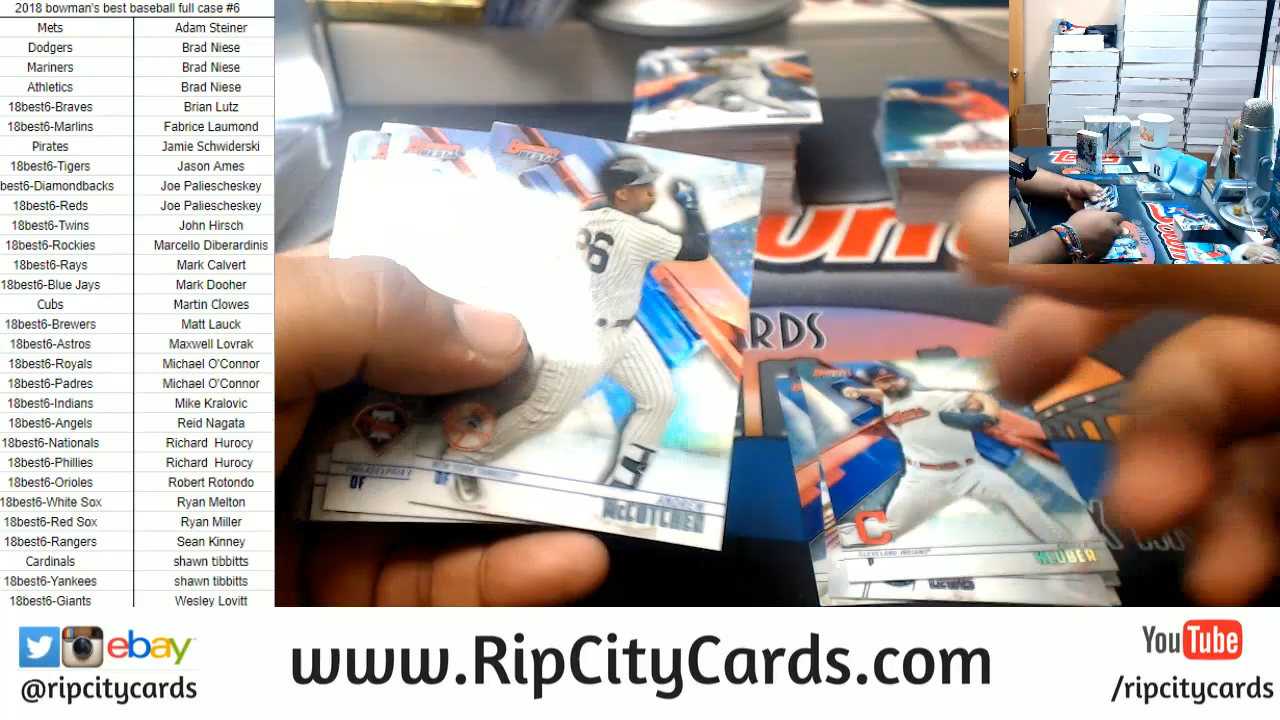 2018 bowman's best baseball full case #6
Mets Adam Steiner
Dodgers Brad Niese
Mariners Brad Niese
Athletics Brad Niese
18best6-Braves Brian Lutz
18best6-Marlins Fabrice Laumond
Pirates Jamie Schwiderski
18best6-Tigers Jason Ames
best6-Diamondbacks Joe Paliescheskey
18best6-Reds Joe Paliescheskey
18best6-Twins John Hirsch
18best6-Rockies Marcello Diberardinis
18best6-Rays Mark Calvert
18best6-Blue Jays Mark Dooher
Cubs Martin Clowes
18best6-Brewers Matt Lauck
18best6-Astros Maxwell Lovrak
18best6-Royals Michael O'Connor
18best6-Padres Michael O'Connor
18best6-Indians Mike Kralovic
18best6-Angels Reid Nagata
18best6-Nationals Richard Hurocy
18best6-Phillies Richard Hurocy
18best6-Orioles Robert Rotondo
18best6-White Sox Ryan Melton
18best6-Red Sox Ryan Miller
18best6-Rangers Sean Kinney
Cardinals shawn tibbitts
18best6-Yankees shawn tibbitts
18best6-Giants Wesley Lovitt
26
ARDS
PHILADELPHIA
OF
ANDREW
McCUTCHEN
C
CLEVELAND INDIANS
P
KLUBER
ebay
@ripcitycards
www.RipCityCards.com
YouTube
/ripcitycards